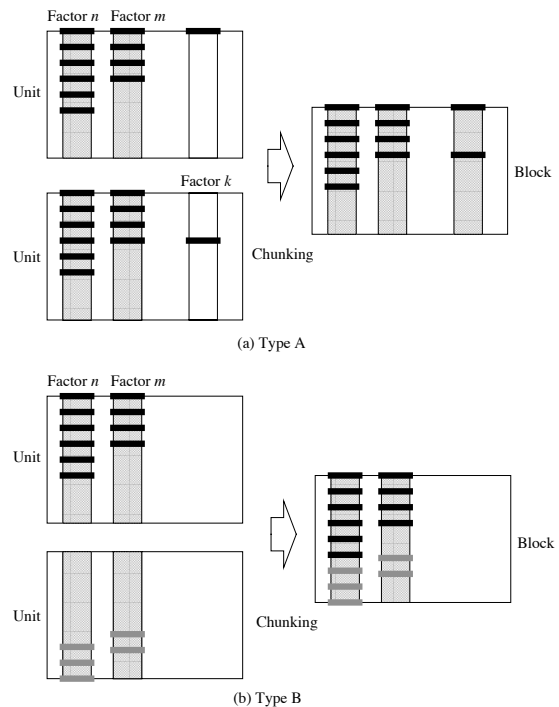 Factor n Factor m
Unit
Factor k
Unit
Block
Chunking
(a) Type A
Factor n Factor m
Unit
Unit
Block
Chunking
(b) Type B